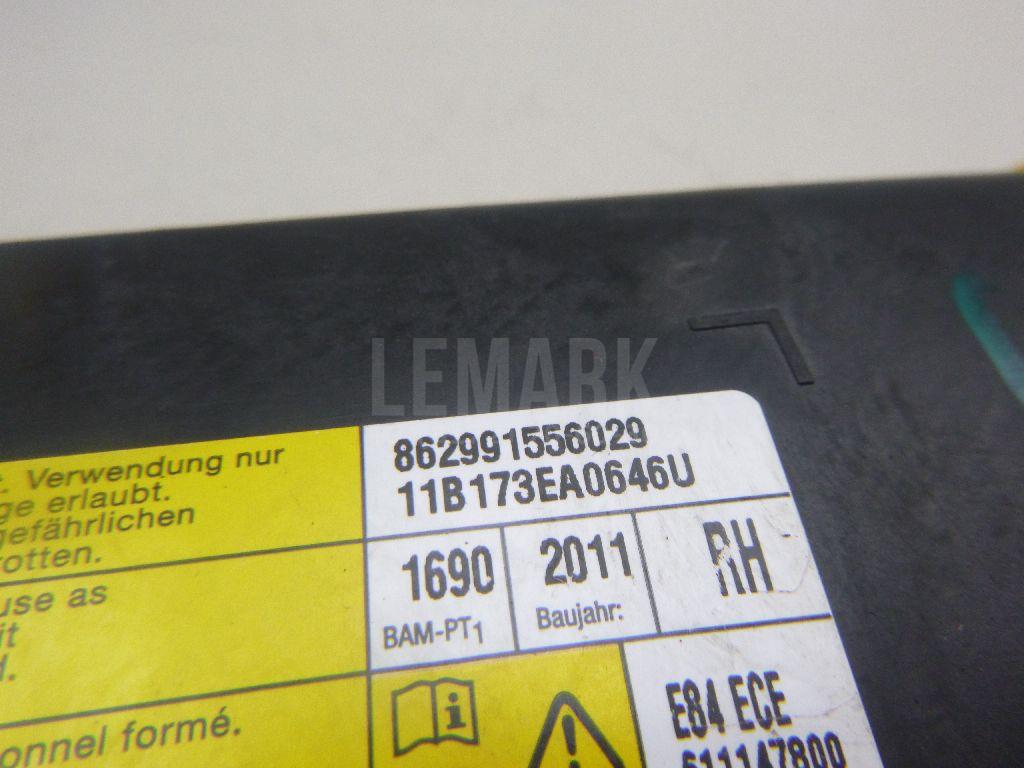 LEMARK
. Verwendung nur
ge erlaubt.
gefährlichen
rotten.
use as
it
d.
onnel formé.
862991556029
11B173EA0646U
1690
BAM-PT1
2011
Baujahr:
RH
E84 ECE
611147800